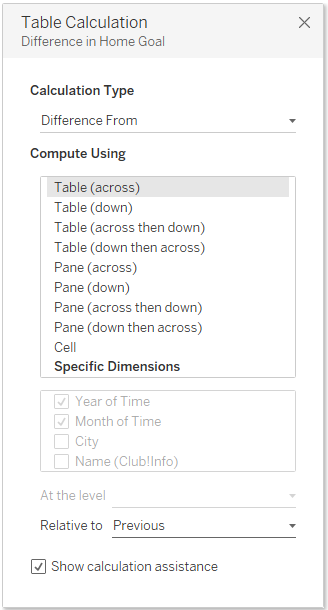 Table Calculation
Difference in Home Goal
Calculation Type
Difference From
Compute Using
Table (across)
Table (down)
Table (across then down)
Table (down then across)
Pane (across)
Pane (down)
Pane (across then down)
Pane (down then across)
Cell
Specific Dimensions
Year of Time
Month of Time
City
Name (Club!Info)
At the level
Relative to Previous
Show calculation assistance